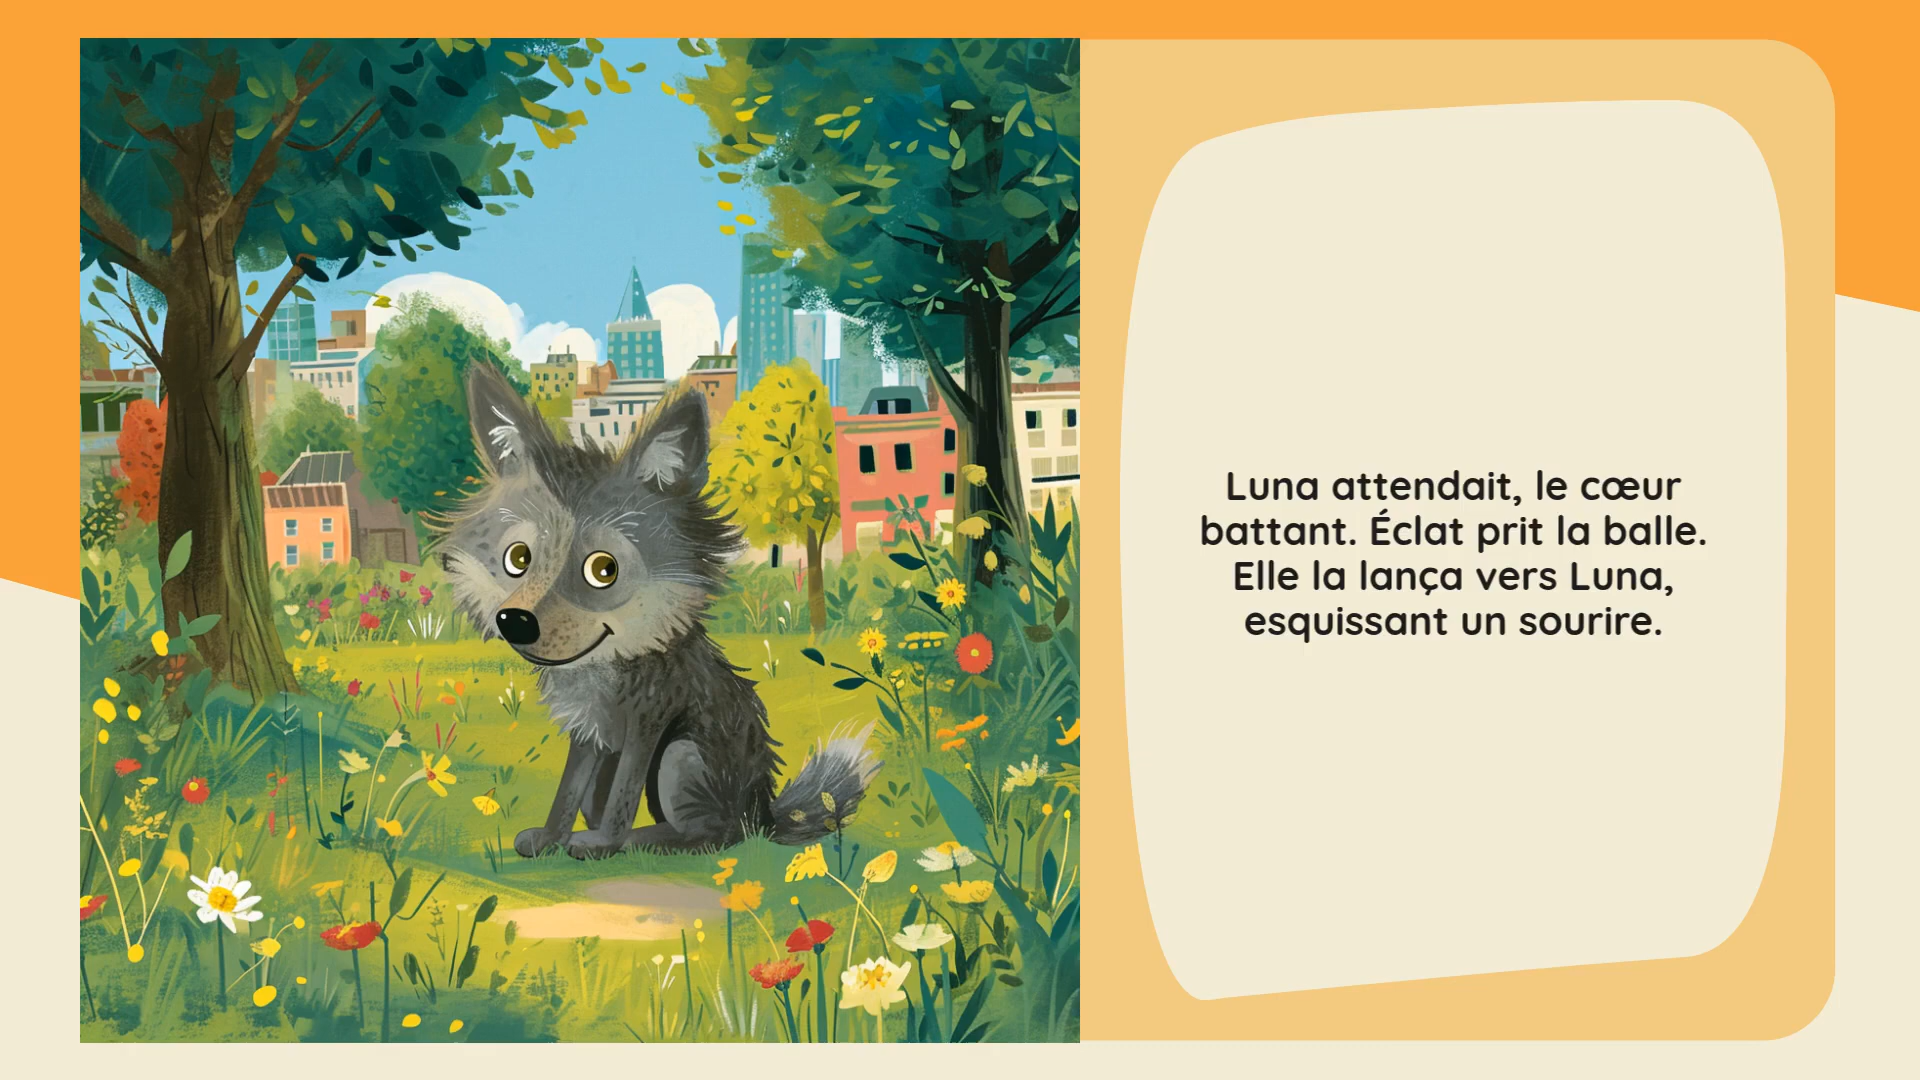 Luna attendait, le cœur
battant. Éclat prit la balle.
Elle la lança vers Luna,
esquissant un sourire.